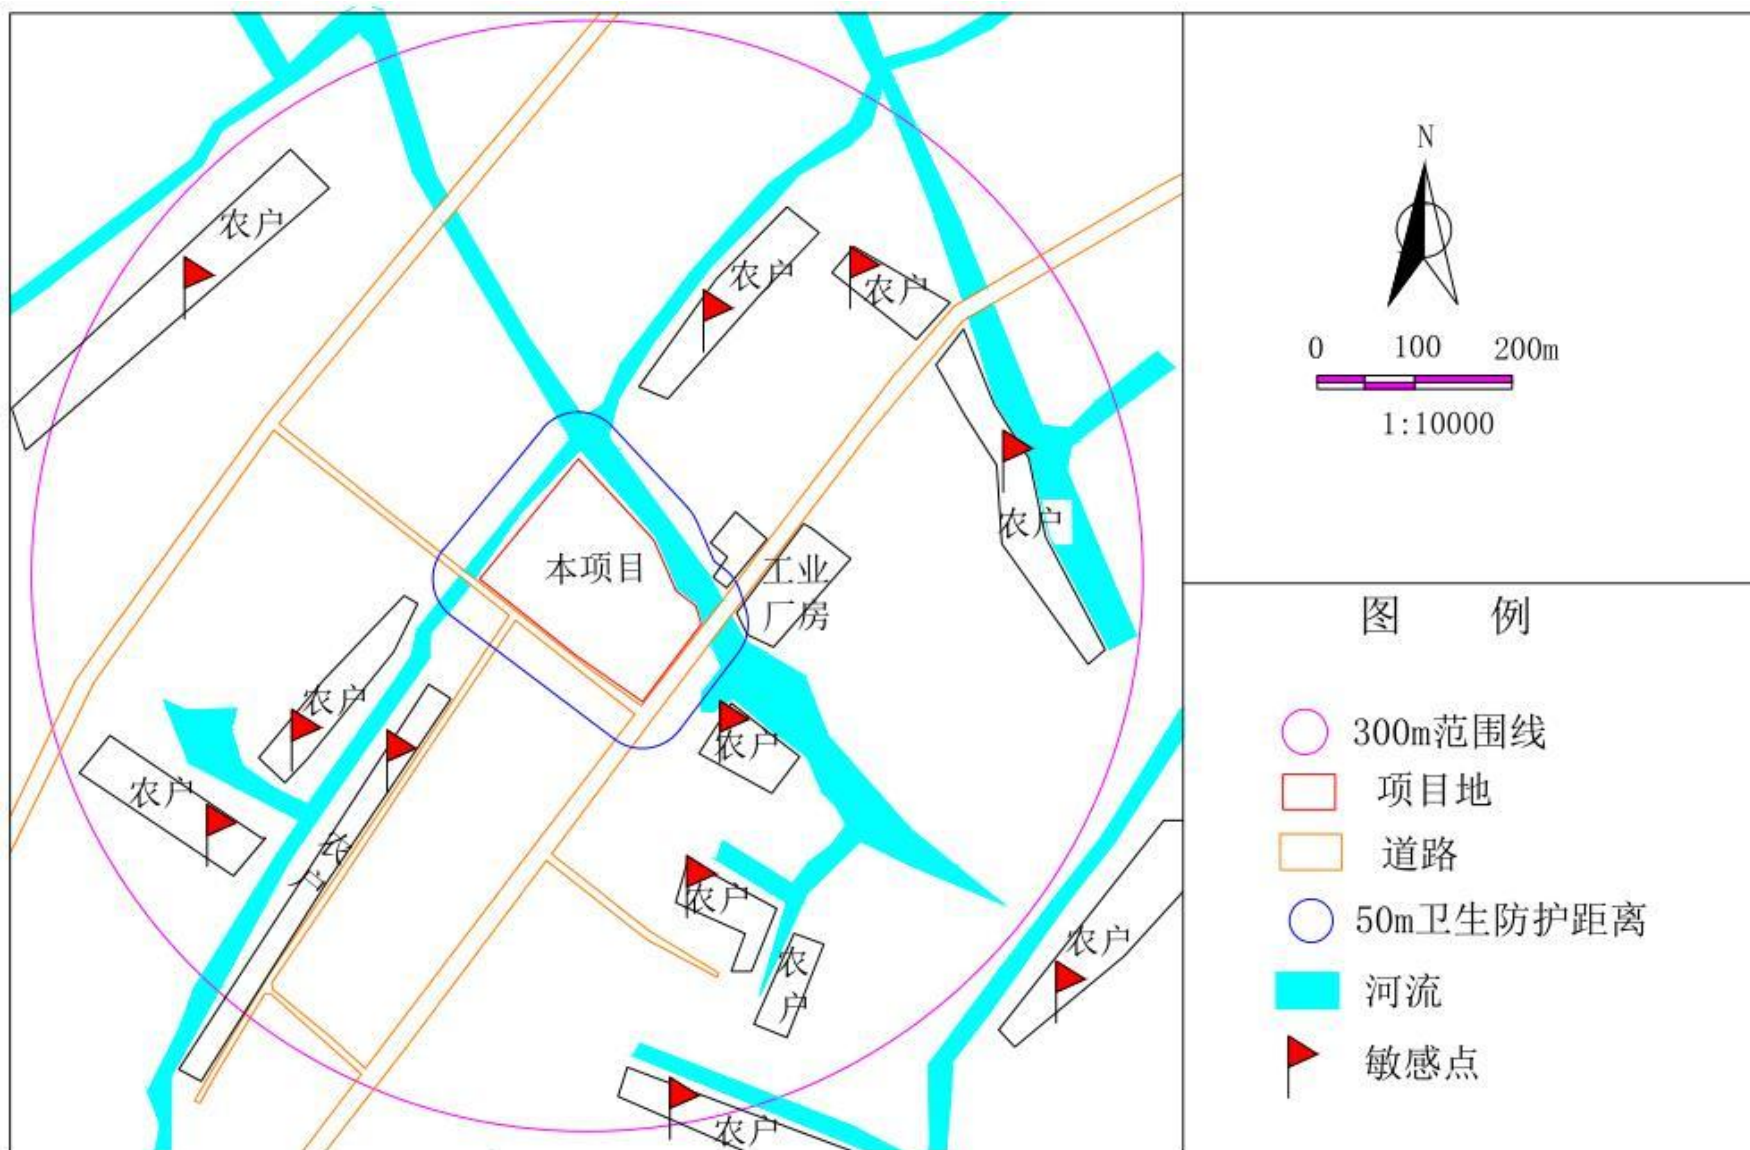 农户
农户
农户
农户
本项目
工业
厂房
农户
农户
农户
农户
农户
农户
农户
农户
N
0 100 200m
1:10000
图 例
300m范围线
项目地
道路
50m卫生防护距离
河流
敏感点